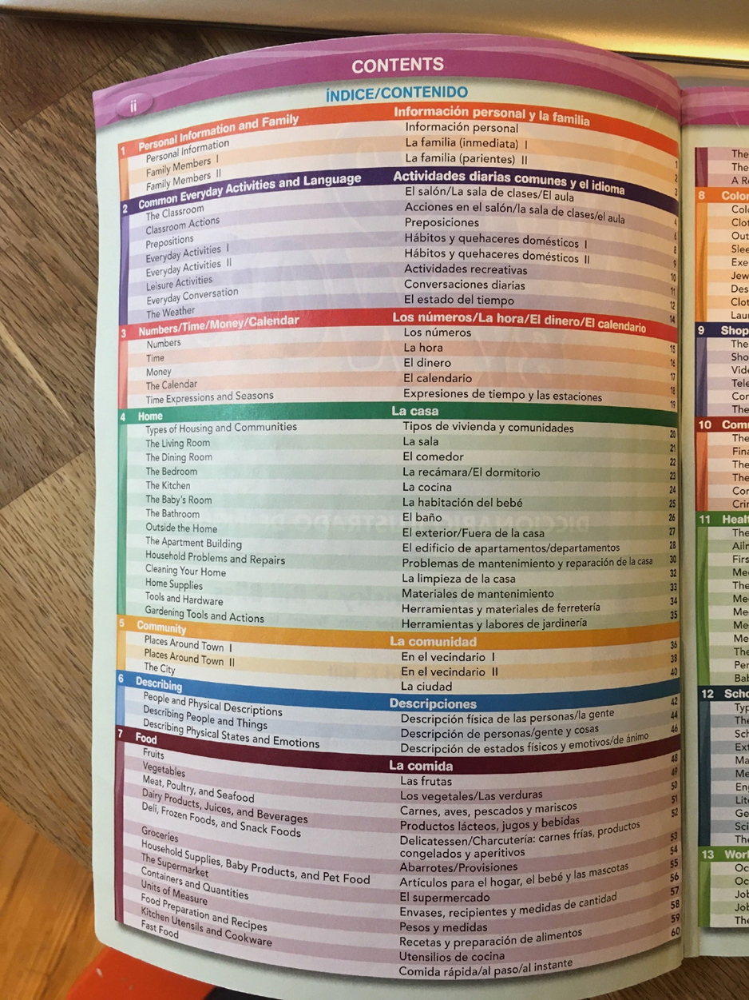 CONTENTS
ii
ÍNDICE/CONTENIDO
1 Personal Information and Family Información personal y la familia
Personal Information Información personal 1
Family Members I La familia (inmediata) I 2
Family Members II La familia (parientes) II 3
2 Common Everyday Activities and Language Actividades diarias comunes y el idioma
The Classroom El salón/La sala de clases/El aula 4
Classroom Actions Acciones en el salón/la sala de clases/el aula 6
Prepositions Preposiciones 8
Everyday Activities I Hábitos y quehaceres domésticos I 9
Everyday Activities II Hábitos y quehaceres domésticos II 10
Leisure Activities Actividades recreativas 11
Everyday Conversation Conversaciones diarias 12
The Weather El estado del tiempo 14
3 Numbers/Time/Money/Calendar Los números/La hora/El dinero/El calendario
Numbers Los números 15
Time La hora 16
Money El dinero 17
The Calendar El calendario 18
Time Expressions and Seasons Expresiones de tiempo y las estaciones 19
4 Home La casa
Types of Housing and Communities Tipos de vivienda y comunidades 20
The Living Room La sala 21
The Dining Room El comedor 22
The Bedroom La recámara/El dormitorio 23
The Kitchen La cocina 24
The Baby's Room La habitación del bebé 25
The Bathroom El baño 26
Outside the Home El exterior/Fuera de la casa 27
The Apartment Building El edificio de apartamentos/departamentos 28
Household Problems and Repairs Problemas de mantenimiento y reparación de la casa 30
Cleaning Your Home La limpieza de la casa 32
Home Supplies Materiales de mantenimiento 33
Tools and Hardware Herramientas y materiales de ferretería 34
Gardening Tools and Actions Herramientas y labores de jardinería 35
5 Community La comunidad
Places Around Town I En el vecindario I 36
Places Around Town II En el vecindario II 38
The City La ciudad 40
6 Describing Descripciones
People and Physical Descriptions Descripción física de las personas/la gente 42
Describing People and Things Descripción de personas/gente y cosas 44
Describing Physical States and Emotions Descripción de estados físicos y emotivos/de ánimo 46
7 Food La comida
Fruits Las frutas 48
Vegetables Los vegetales/Las verduras 49
Meat, Poultry, and Seafood Carnes, aves, pescados y mariscos 50
Dairy Products, Juices, and Beverages Productos lácteos, jugos y bebidas 51
Deli, Frozen Foods, and Snack Foods Delicatessen/Charcutería: carnes frías, productos 52
congelados y aperitivos
Groceries Abarrotes/Provisiones 53
Household Supplies, Baby Products, and Pet Food Artículos para el hogar, el bebé y las mascotas 54
The Supermarket El supermercado 55
Containers and Quantities Envases, recipientes y medidas de cantidad 56
Units of Measure Pesos y medidas 57
Food Preparation and Recipes Recetas y preparación de alimentos 58
Kitchen Utensils and Cookware Utensilios de cocina 59
Fast Food Comida rápida/al paso/al instante 60
The
The
A Re
8 Color
Colo
Clot
Out
Slee
Exe
Jew
Des
Clot
Laun
9 Shop
The
Sho
Vide
Tele
Con
The
10 Comm
The
Fina
The
The
Cor
Crin
11 Healt
The
Ailn
Firs
Me
The
Me
Me
Me
Me
The
Per
Bab
12 Scho
Typ
The
Sch
Ext
Ma
Me
Eng
Lite
Ge
Sci
The
13 Worl
Oc
Oc
Job
Job
The